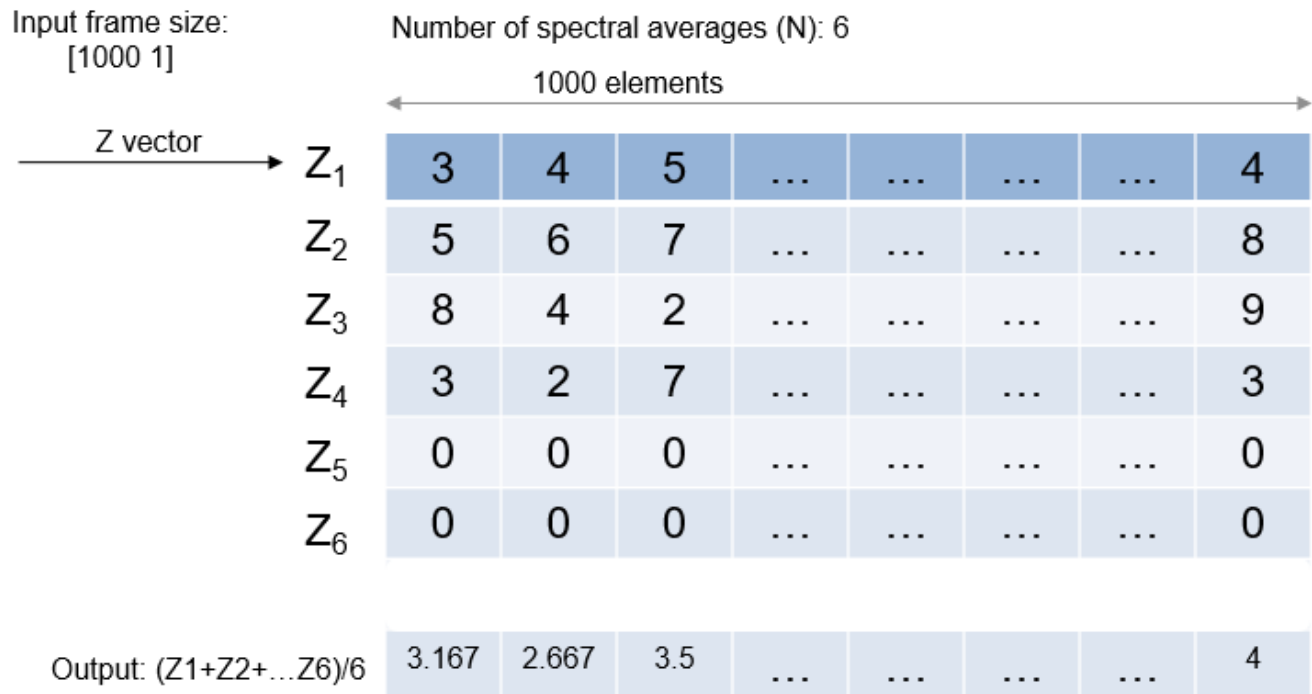 Input frame size:
[1000 1]
Number of spectral averages (N): 6
1000 elements
Z vector
Z1 3 4 5 ... ... ... ... 4
Z2 5 6 7 ... ... ... ... 8
Z3 8 4 2 ... ... ... ... 9
Z4 3 2 7 ... ... ... ... 3
Z5 0 0 0 ... ... ... ... 0
Z6 0 0 0 ... ... ... ... 0
Output: (Z1+Z2+...Z6)/6 3.167 2.667 3.5 ... ... ... ... 4